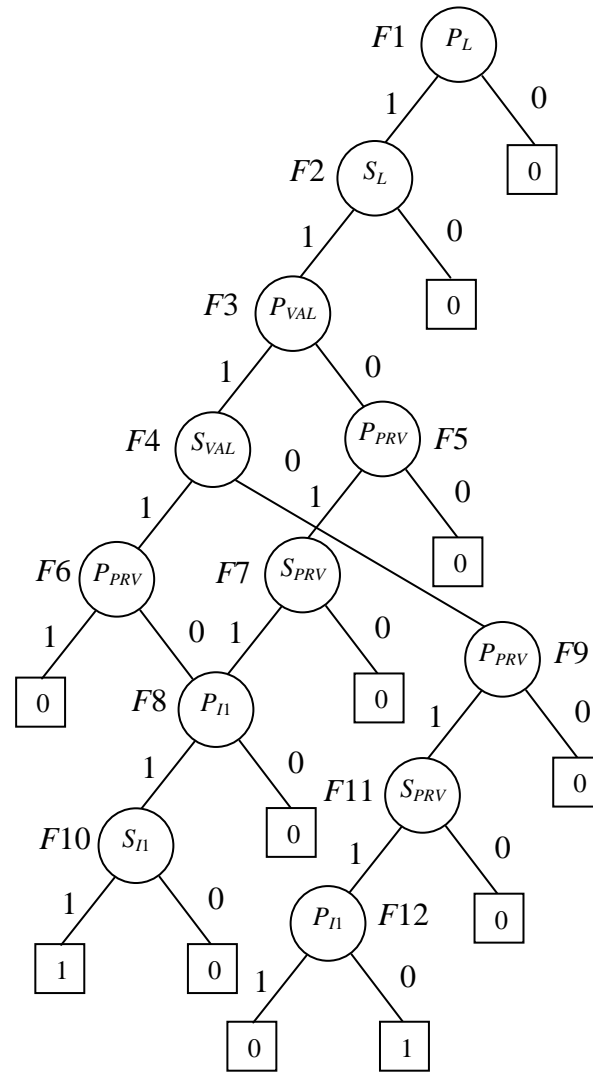 F1 P_L
1 0
F2 S_L 0
1 0
F3 P_VAL 0
1 0
F4 S_VAL 0 P_PRV F5
1 1 0
F6 P_PRV F7 S_PRV 0
1 0 1 0 P_PRV F9
0 F8 P_I1 0 1 0
1 0 F11 S_PRV 0
F10 S_I1 0 1 0
1 0 P_I1 F12 0
1 0 1 0
0 1